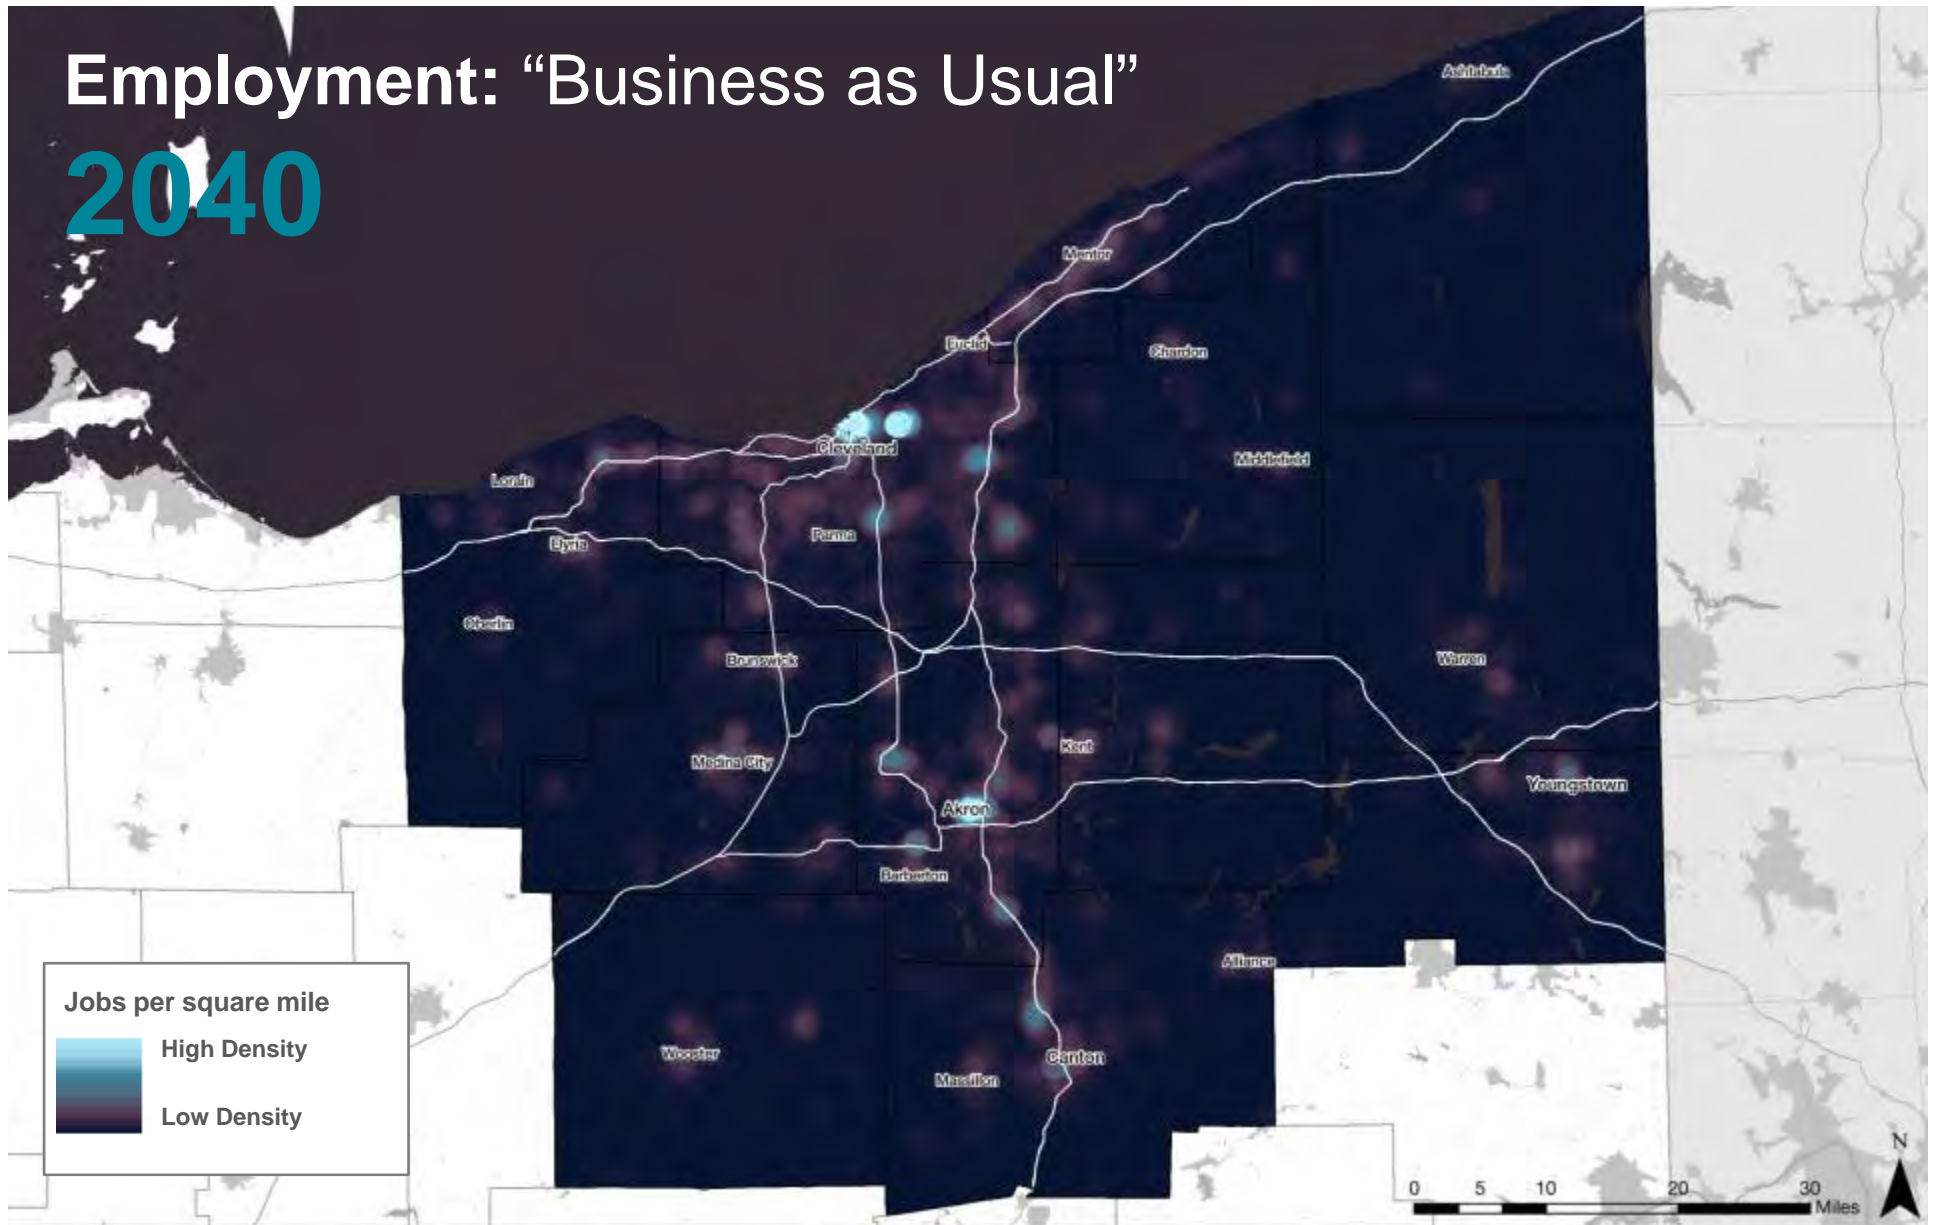 Employment: “Business as Usual”
2040
Ashtabula
Mentor
Euclid
Chardon
Cleveland
Middlefield
Lorain
Parma
Elyria
Oberlin
Brunswick
Warren
Kent
Medina City
Youngstown
Akron
Barberton
Alliance
Wooster
Canton
Massillon
Jobs per square mile
High Density
Low Density
N
0 5 10 20 30
Miles